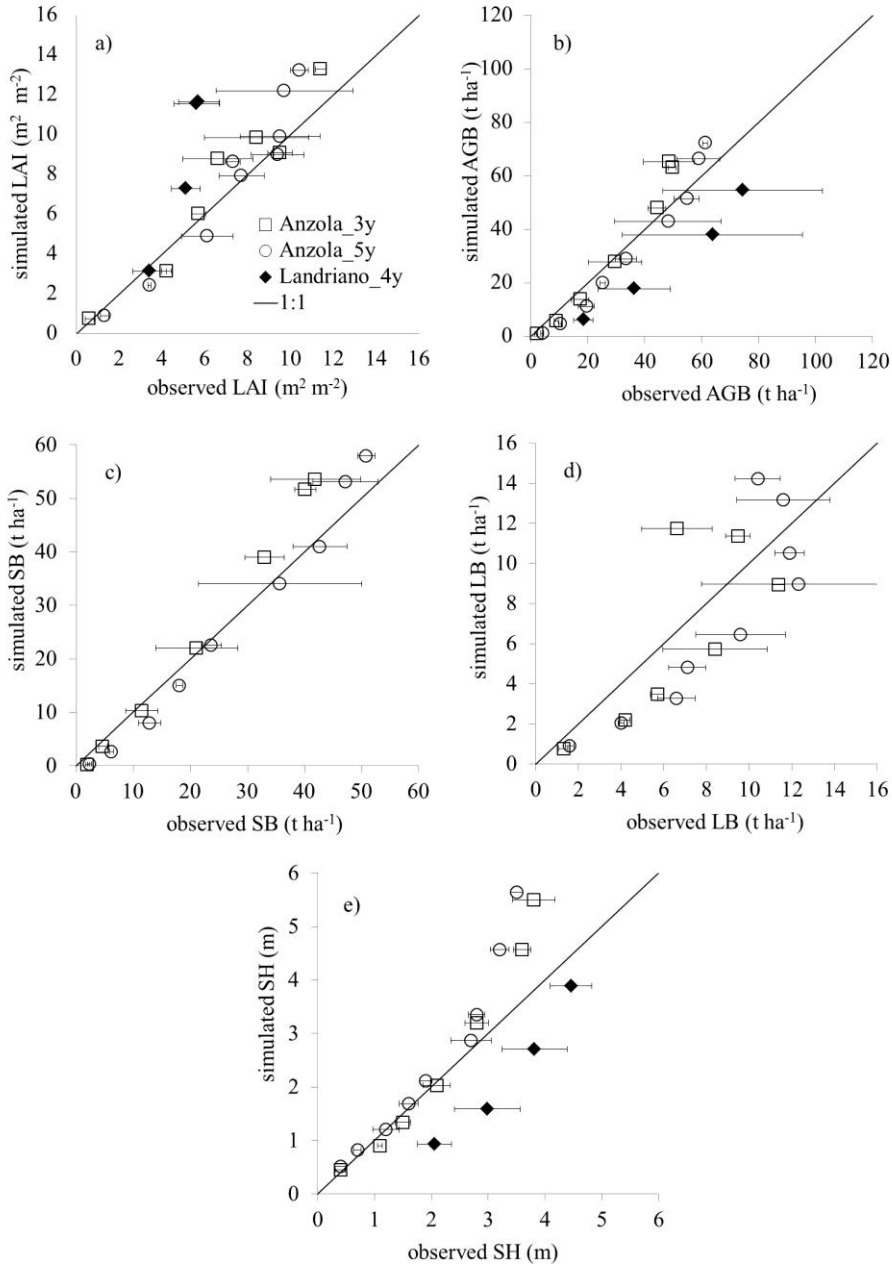 a)
16
14
12
10
8
6
4
2
0
simulated LAI (m² m⁻²)
0 2 4 6 8 10 12 14 16
observed LAI (m² m⁻²)
Anzola_3y
Anzola_5y
Landriano_4y
1:1
b)
120
100
80
60
40
20
0
simulated AGB (t ha⁻¹)
0 20 40 60 80 100 120
observed AGB (t ha⁻¹)
c)
60
50
40
30
20
10
0
simulated SB (t ha⁻¹)
0 10 20 30 40 50 60
observed SB (t ha⁻¹)
d)
16
14
12
10
8
6
4
2
0
simulated LB (t ha⁻¹)
0 2 4 6 8 10 12 14 16
observed LB (t ha⁻¹)
e)
6
5
4
3
2
1
0
simulated SH (m)
0 1 2 3 4 5 6
observed SH (m)